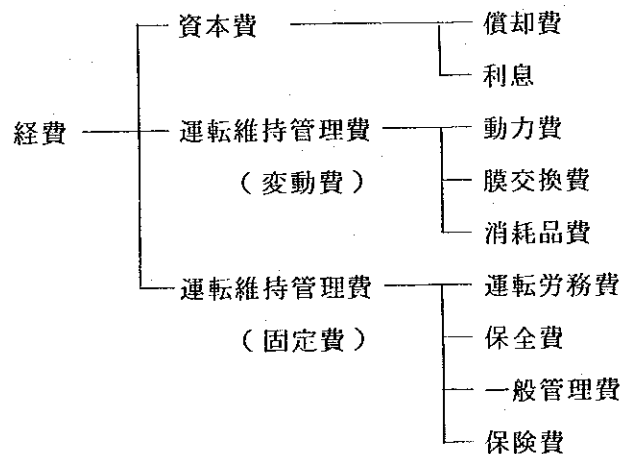 資本費 償却費
利息
経費 運転維持管理費 動力費
(変動費) 膜交換費
消耗品費
運転維持管理費 運転労務費
(固定費) 保全費
一般管理費
保険費